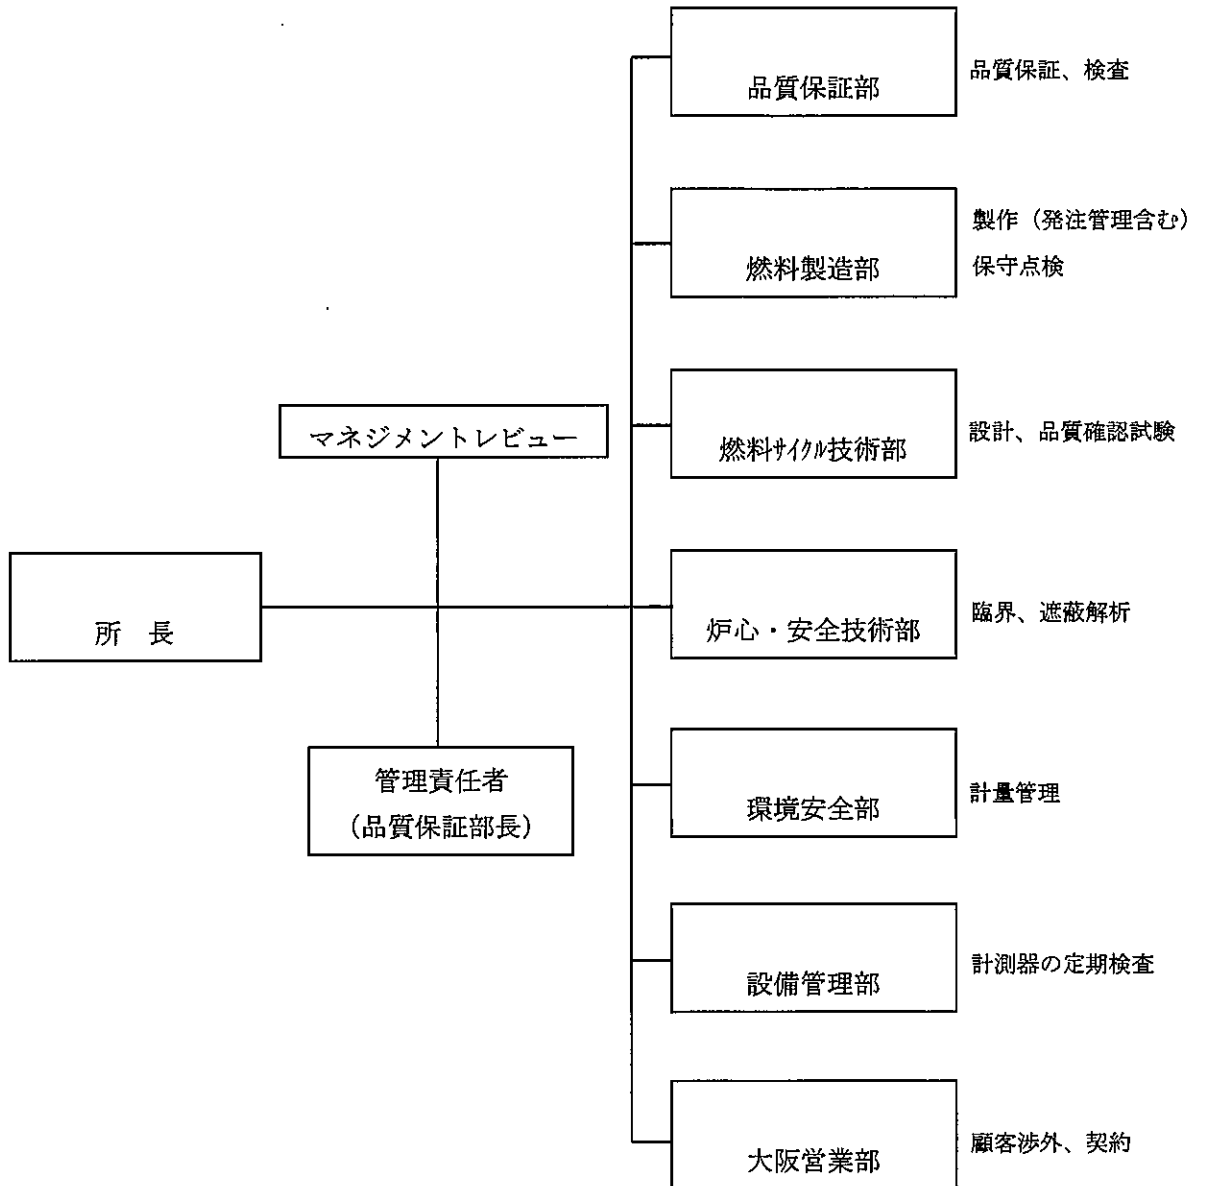 品質保証部
品質保証、検査
燃料製造部
製作（発注管理含む）
保守点検
燃料ｻｲｸﾙ技術部
設計、品質確認試験
マネジメントレビュー
所　長
炉心・安全技術部
臨界、遮蔽解析
管理責任者
（品質保証部長）
環境安全部
計量管理
設備管理部
計測器の定期検査
大阪営業部
顧客渉外、契約